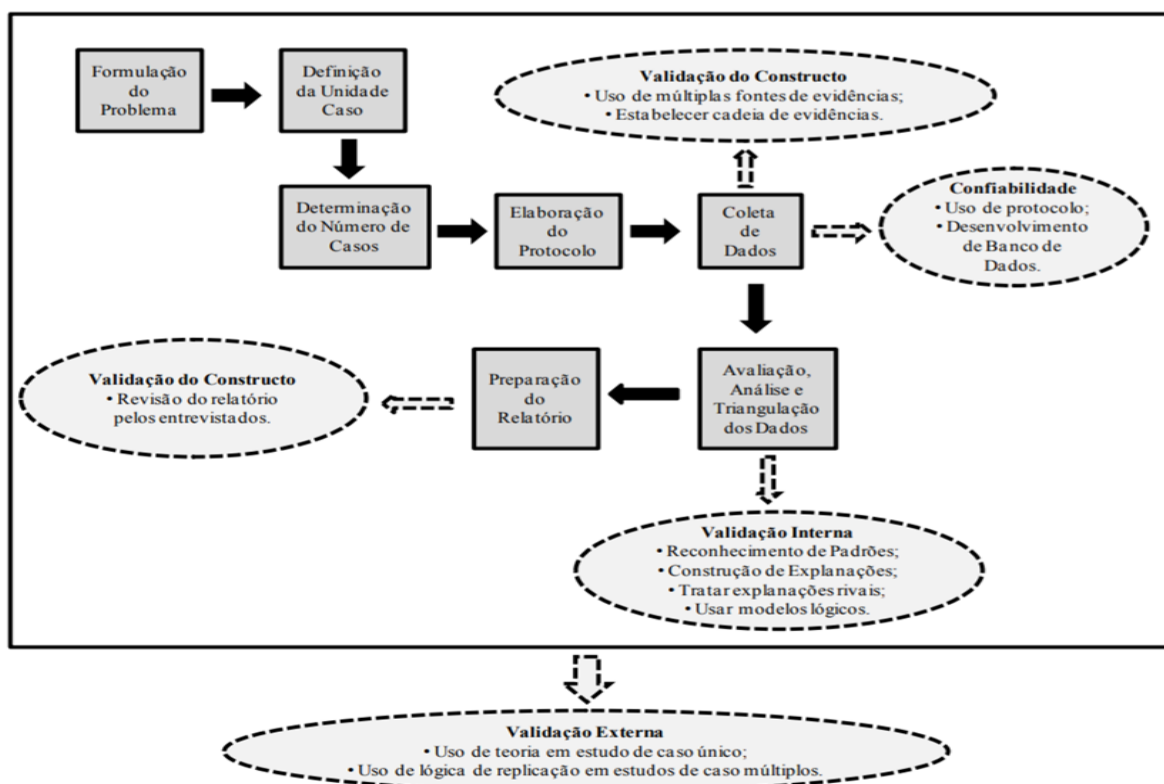 Formulação
do
Problema
Definição
da Unidade
Caso
Validação do Constructo
• Uso de múltiplas fontes de evidências;
• Estabelecer cadeia de evidências.
Determinação
do Número de
Casos
Elaboração
do
Protocolo
Coleta
de
Dados
Confiabilidade
• Uso de protocolo;
• Desenvolvimento
de Banco de
Dados.
Validação do Constructo
• Revisão do relatório
pelos entrevistados.
Preparação
do
Relatório
Avaliação,
Análise e
Triangulação
dos Dados
Validação Interna
• Reconhecimento de Padrões;
• Construção de Explanações;
• Tratar explanações rivais;
• Usar modelos lógicos.
Validação Externa
• Uso de teoria em estudo de caso único;
• Uso de lógica de replicação em estudos de caso múltiplos.